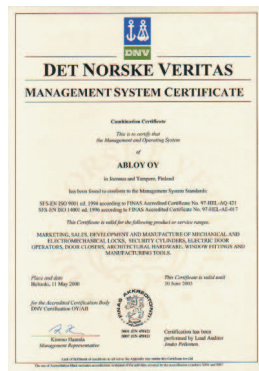 DNV
DET NORSKE VERITAS
MANAGEMENT SYSTEM CERTIFICATE
Combination Certificate
This is to certify that
the Management and Operating System
of
ABLOY OY
in Joensuu and Tampere, Finland
has been found to conform to the Management System Standards:
SFS-EN ISO 9001 ed. 1994 according to FINAS Accredited Certificate No. 97-HEL-AQ-421
SFS-EN ISO 14001 ed. 1996 according to FINAS Accredited Certificate No. 97-HEL-AE-017
This Certificate is valid for the following product or service ranges:
MARKETING, SALES, DEVELOPMENT AND MANUFACTURE OF MECHANICAL AND
ELECTROMECHANICAL LOCKS, SECURITY CYLINDERS, ELECTRIC DOOR
OPERATORS, DOOR CLOSERS, ARCHITECTURAL HARDWARE, WINDOW FITTINGS AND
MANUFACTURING TOOLS.
Place and date
Helsinki, 11 May 2000
This Certificate is valid until
30 June 2003
for the Accredited Certification Body
DNV Certification OY/AB
Kimmo Haarala
Management Representative
Certification has been
performed by Lead Auditor